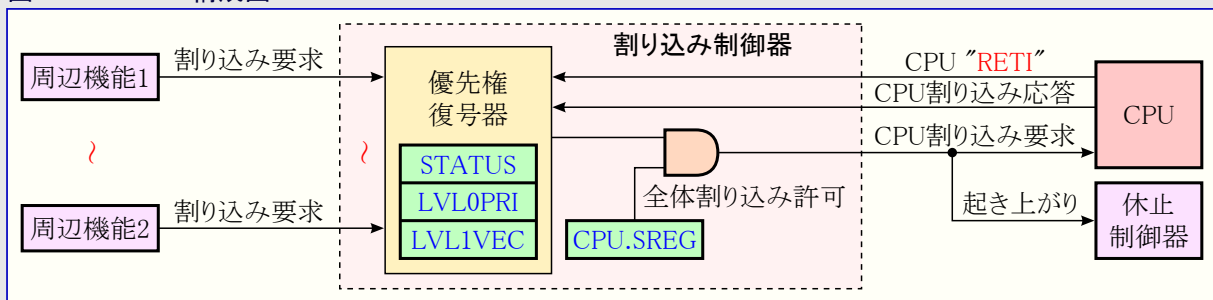 割り込み制御器
周辺機能1
割り込み要求
優先権
復号器
CPU "RETI"
CPU割り込み応答
CPU
CPU割り込み要求
STATUS
LVL0PRI
LVL1VEC
全体割り込み許可
CPU.SREG
周辺機能2
割り込み要求
起き上がり
休止
制御器